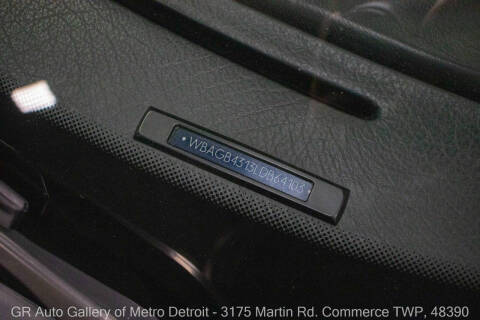 WBAGB4313LDB64103
GR Auto Gallery of Metro Detroit - 3175 Martin Rd. Commerce TWP, 48390